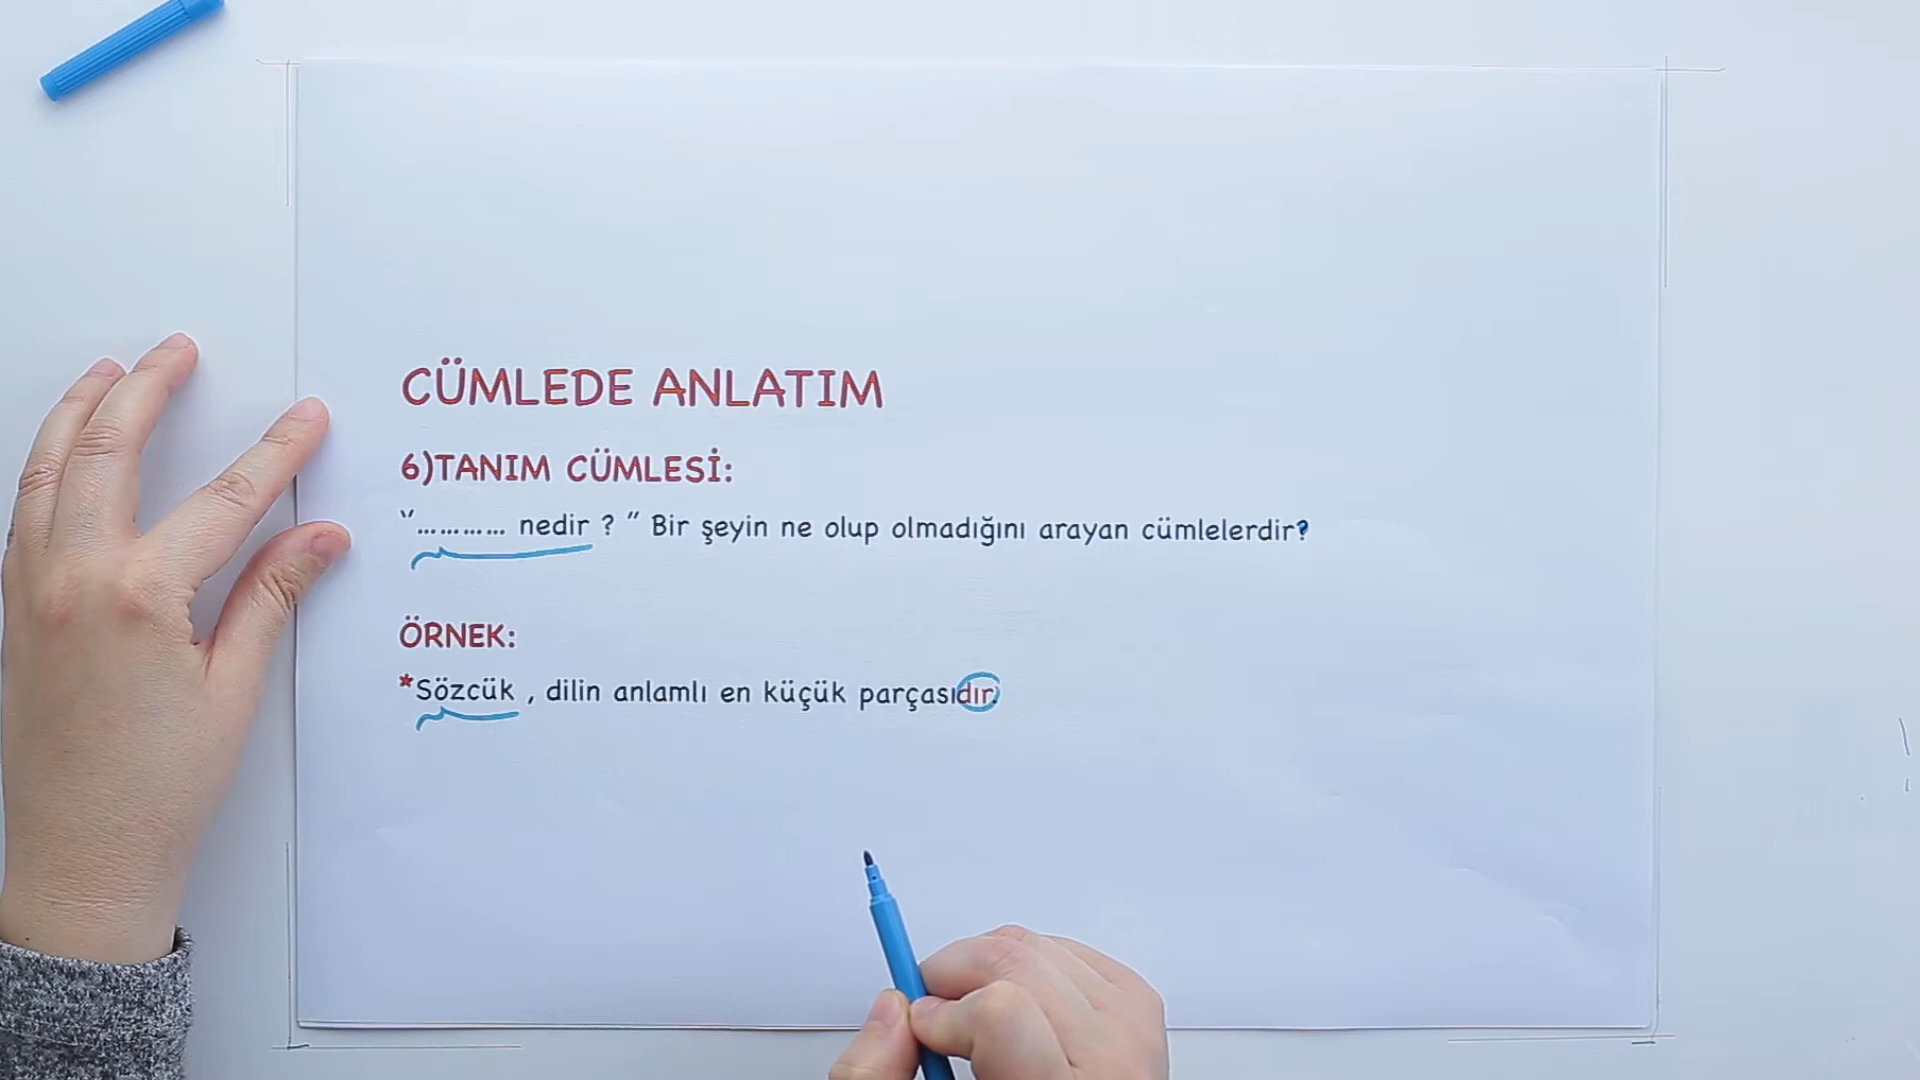 CÜMLEDE ANLATIM
6)TANIM CÜMLESİ:
“………… nedir ? ” Bir şeyin ne olup olmadığını arayan cümlelerdir?
ÖRNEK:
*Sözcük , dilin anlamlı en küçük parçasıdır.